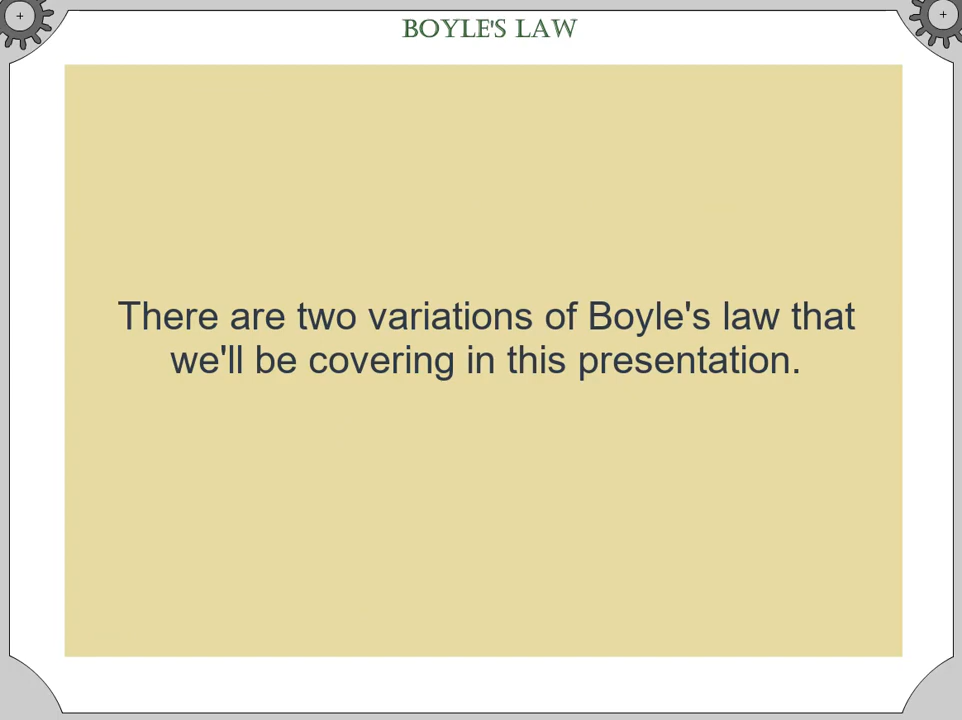 BOYLE'S LAW
There are two variations of Boyle's law that
we'll be covering in this presentation.